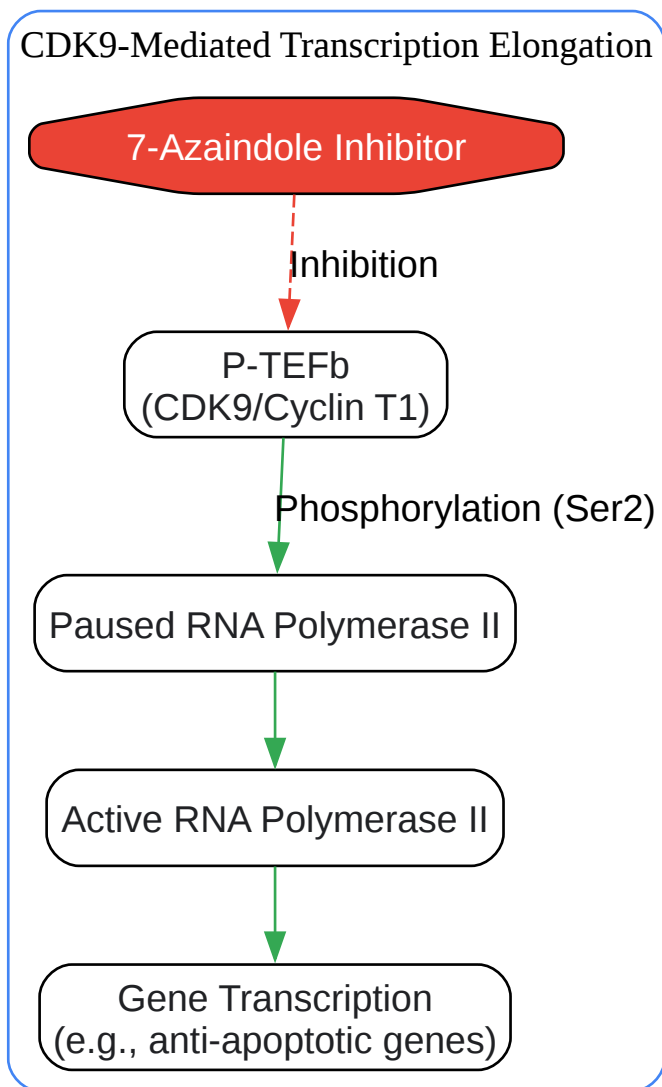 CDK9-Mediated Transcription Elongation
7-Azaindole Inhibitor
Inhibition
P-TEFb
(CDK9/Cyclin T1)
Phosphorylation (Ser2)
Paused RNA Polymerase II
Active RNA Polymerase II
Gene Transcription
(e.g., anti-apoptotic genes)